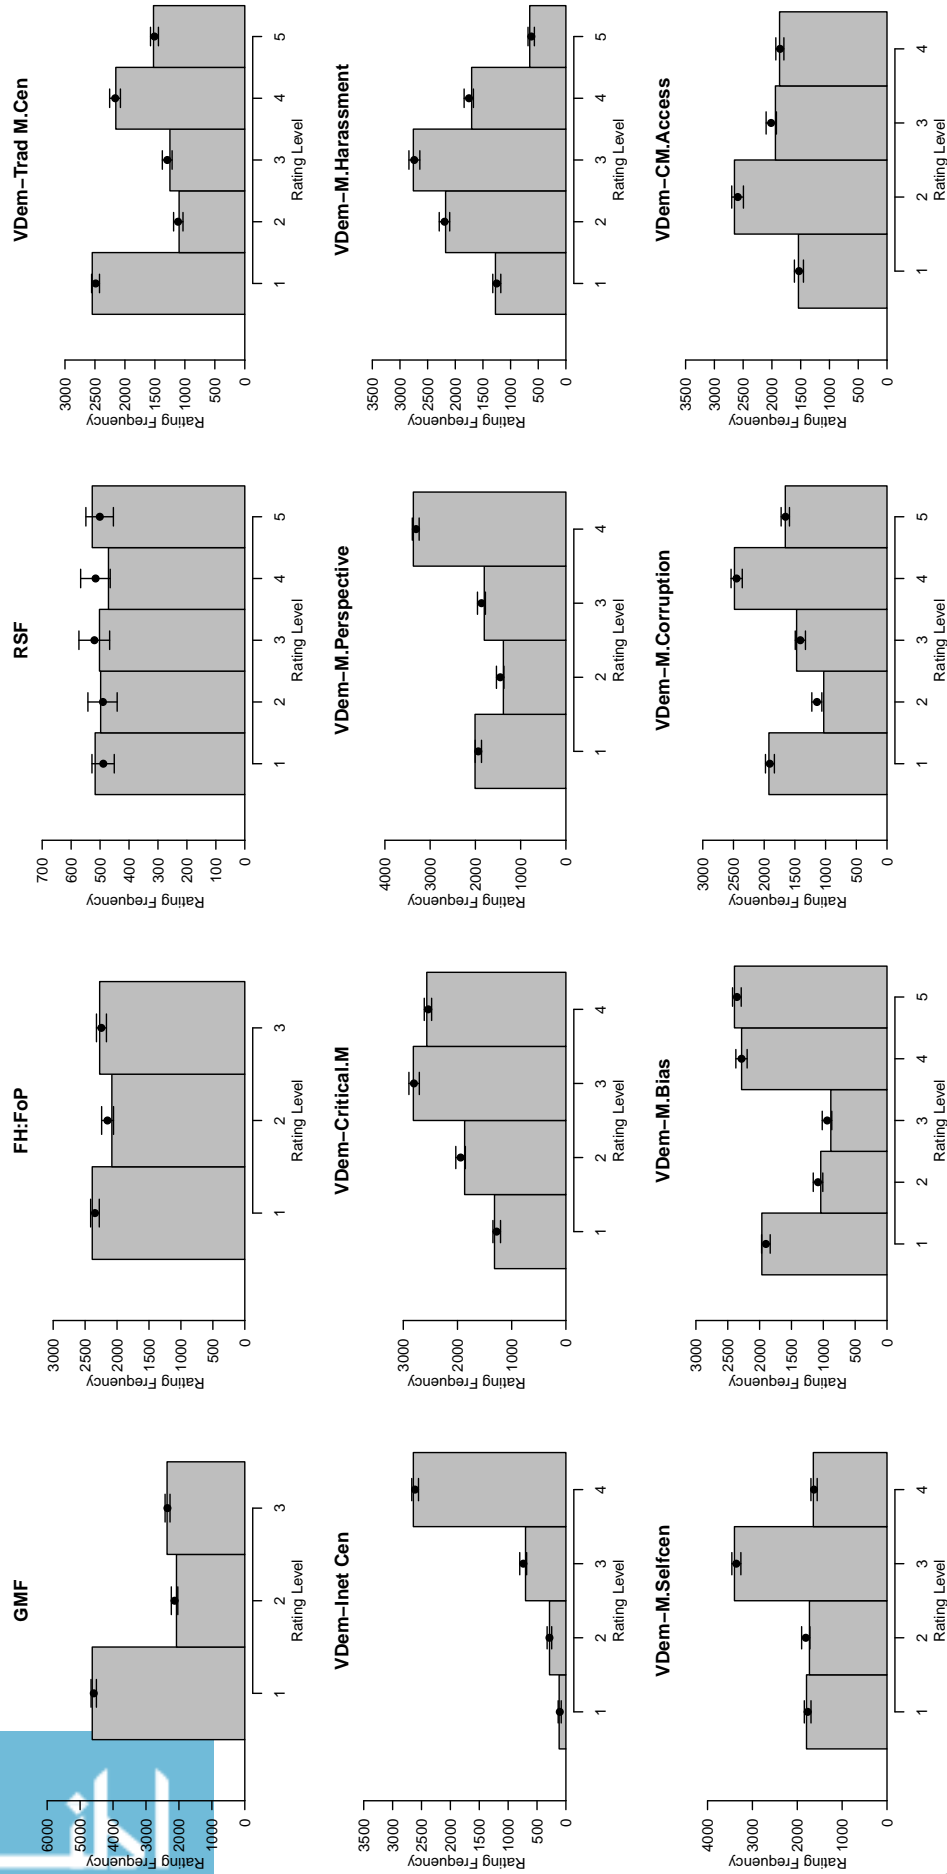 GMF
Rating Frequency
0 1000 2000 3000 4000 5000 6000
1 2 3
Rating Level
FH:FoP
Rating Frequency
0 500 1000 1500 2000 2500 3000
1 2 3
Rating Level
RSF
Rating Frequency
0 100 200 300 400 500 600 700
1 2 3 4 5
Rating Level
VDem−Trad M.Cen
Rating Frequency
0 500 1000 1500 2000 2500 3000
1 2 3 4 5
Rating Level
VDem−Inet Cen
Rating Frequency
0 500 1000 1500 2000 2500 3000 3500
1 2 3 4
Rating Level
VDem−Critical.M
Rating Frequency
0 1000 2000 3000
1 2 3 4
Rating Level
VDem−M.Perspective
Rating Frequency
0 1000 2000 3000 4000
1 2 3 4
Rating Level
VDem−M.Harassment
Rating Frequency
0 500 1000 1500 2000 2500 3000 3500
1 2 3 4 5
Rating Level
VDem−M.Selfcen
Rating Frequency
0 1000 2000 3000 4000
1 2 3 4
Rating Level
VDem−M.Bias
Rating Frequency
0 500 1000 1500 2000 2500 3000
1 2 3 4 5
Rating Level
VDem−M.Corruption
Rating Frequency
0 500 1000 1500 2000 2500 3000
1 2 3 4 5
Rating Level
VDem−CM.Access
Rating Frequency
0 500 1000 1500 2000 2500 3000 3500
1 2 3 4
Rating Level